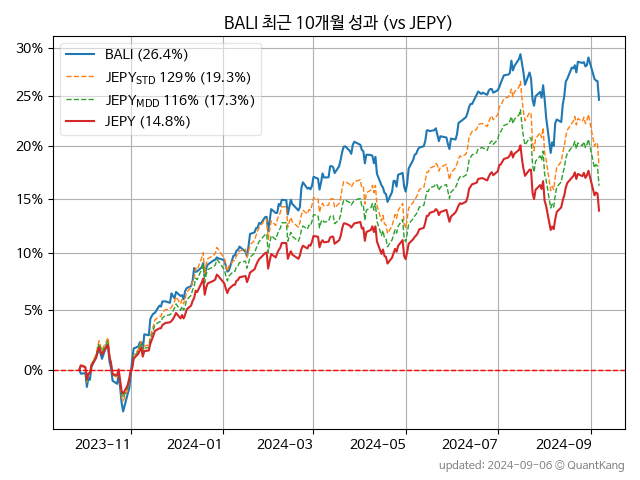 BALI 최근 10개월 성과 (vs JEPY)
30%
25%
20%
15%
10%
5%
0%
BALI (26.4%)
JEPYSTD 129% (19.3%)
JEPYMDD 116% (17.3%)
JEPY (14.8%)
2023-11 2024-01 2024-03 2024-05 2024-07 2024-09
updated: 2024-09-06 © QuantKang